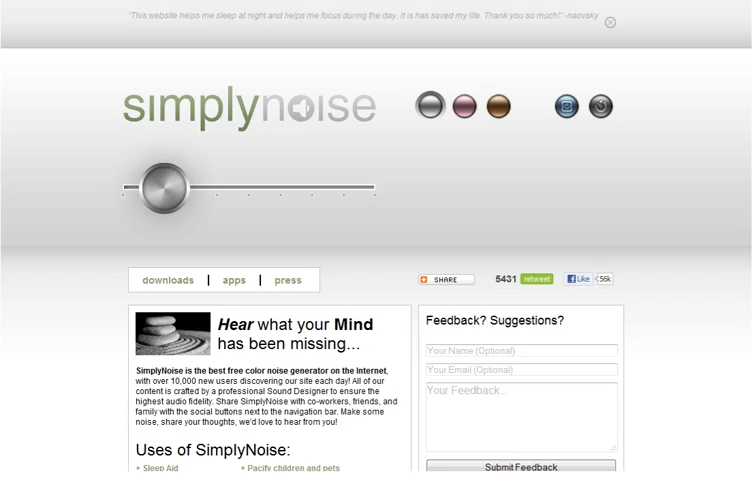 "This website helps me sleep at night and helps me focus during the day. it is has saved my life. Thank you so much!" -naovsky
simplynoise
downloads | apps | press
SHARE
5431 retweet
Like 56k
Hear what your Mind
has been missing...
SimplyNoise is the best free color noise generator on the Internet,
with over 10,000 new users discovering our site each day! All of our
content is crafted by a professional Sound Designer to ensure the
highest audio fidelity. Share SimplyNoise with co-workers, friends, and
family with the social buttons next to the navigation bar. Make some
noise, share your thoughts, we'd love to hear from you!
Uses of SimplyNoise:
+ Sleep Aid
+ Pacify children and pets
Feedback? Suggestions?
Your Name (Optional)
Your Email (Optional)
Your Feedback...
Submit Feedback